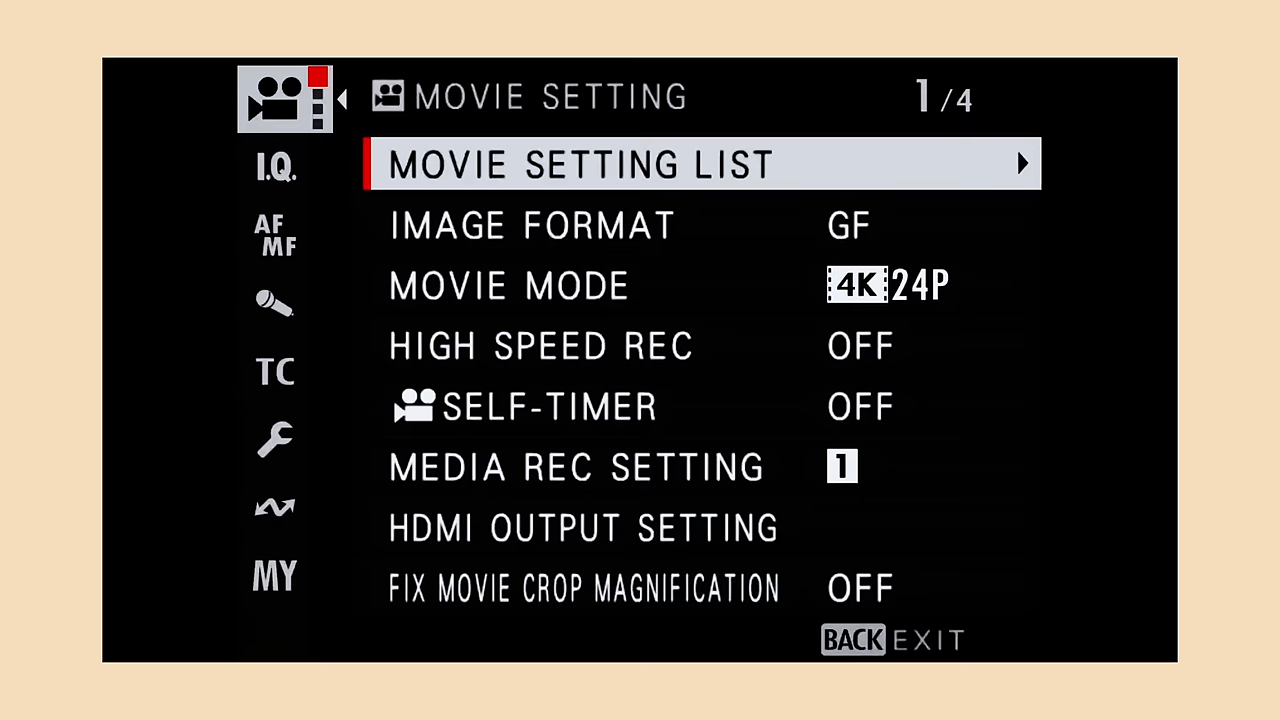 MOVIE SETTING 1/4
I.Q.
AF
MF
TC
MY
MOVIE SETTING LIST
IMAGE FORMAT GF
MOVIE MODE 4K 24P
HIGH SPEED REC OFF
SELF-TIMER OFF
MEDIA REC SETTING 1
HDMI OUTPUT SETTING
FIX MOVIE CROP MAGNIFICATION OFF
BACK EXIT